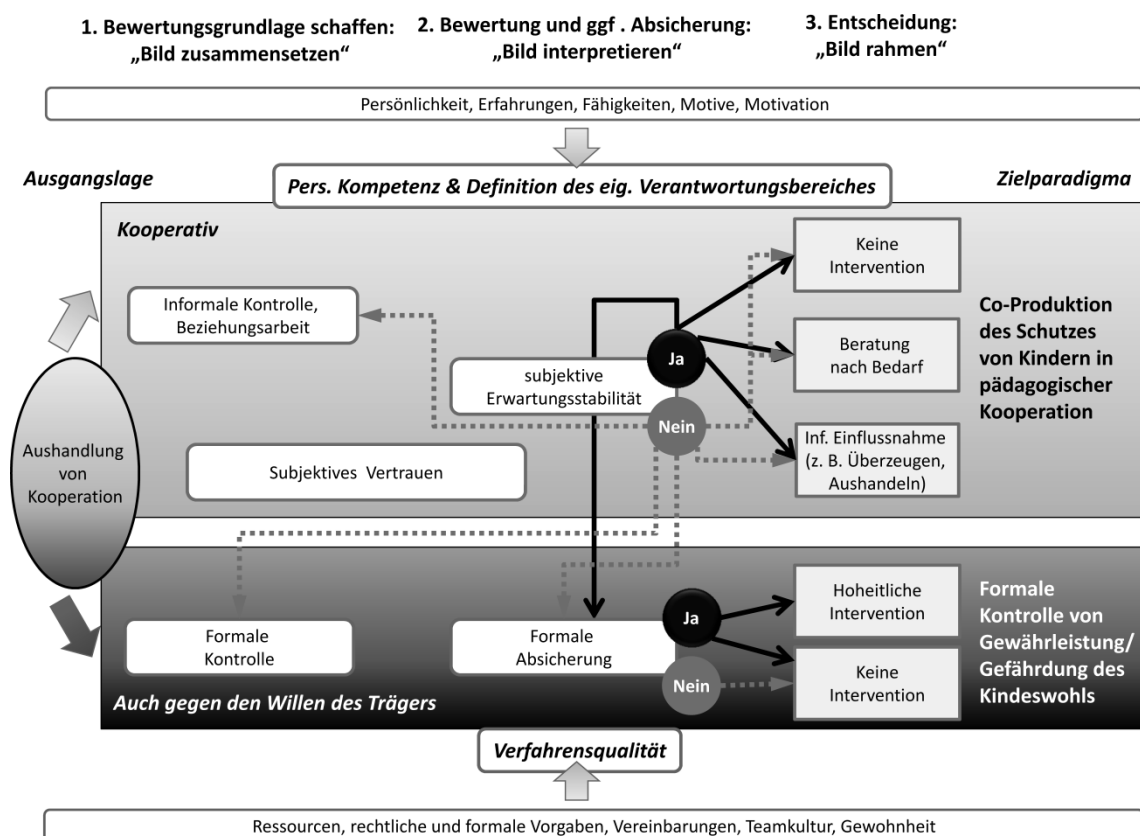 1. Bewertungsgrundlage schaffen:
„Bild zusammensetzen“
2. Bewertung und ggf . Absicherung:
„Bild interpretieren“
3. Entscheidung:
„Bild rahmen“
Persönlichkeit, Erfahrungen, Fähigkeiten, Motive, Motivation
Ausgangslage
Pers. Kompetenz & Definition des eig. Verantwortungsbereiches
Zielparadigma
Kooperativ
Keine
Intervention
Informale Kontrolle,
Beziehungsarbeit
Ja
subjektive
Erwartungsstabilität
Nein
Beratung
nach Bedarf
Co-Produktion
des Schutzes
von Kindern in
pädagogischer
Kooperation
Aushandlung
von
Kooperation
Subjektives Vertrauen
Inf. Einflussnahme
(z. B. Überzeugen,
Aushandeln)
Formale
Kontrolle
Formale
Absicherung
Ja
Nein
Hoheitliche
Intervention
Keine
Intervention
Formale
Kontrolle von
Gewährleistung/
Gefährdung des
Kindeswohls
Auch gegen den Willen des Trägers
Verfahrensqualität
Ressourcen, rechtliche und formale Vorgaben, Vereinbarungen, Teamkultur, Gewohnheit